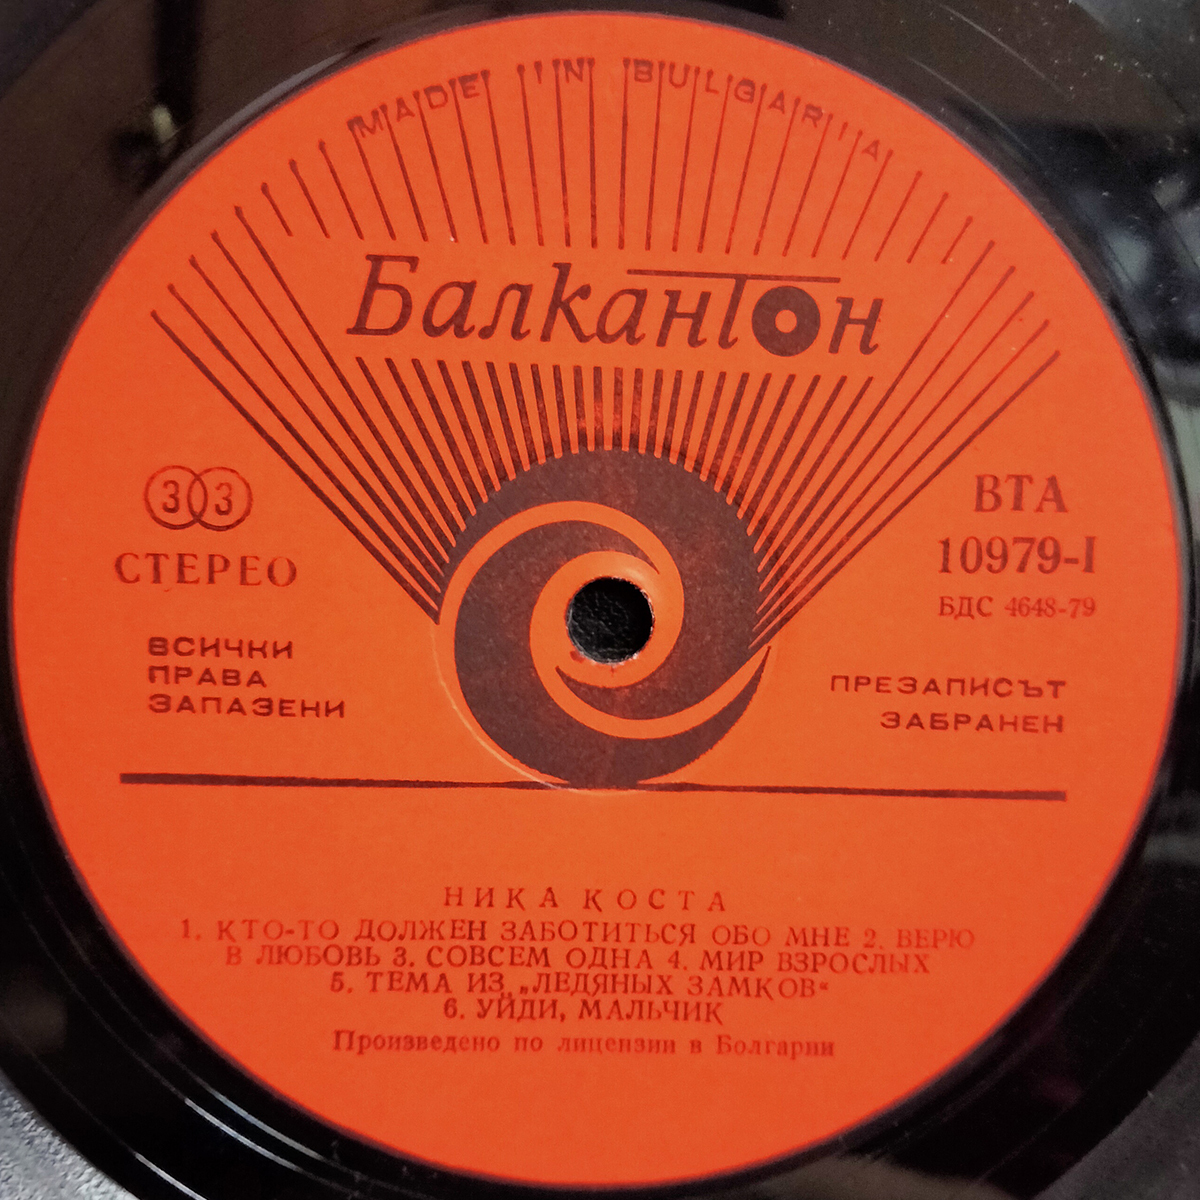 MADE IN BULGARIA
Балкантон
33
СТЕРЕО
ВТА
10979-I
БДС 4648-79
ВСИЧКИ
ПРАВА
ЗАПАЗЕНИ
ПРЕЗАПИСЪТ
ЗАБРАНЕН
НИКА КОСТА
1. КТО-ТО ДОЛЖЕН ЗАБОТИТЬСЯ ОБО МНЕ 2. ВЕРЮ
В ЛЮБОВЬ 3. СОВСЕМ ОДНА 4. МИР ВЗРОСЛЫХ
5. ТЕМА ИЗ „ЛЕДЯНЫХ ЗАМКОВ“
6. УЙДИ, МАЛЬЧИК
Произведено по лицензии в Болгарии